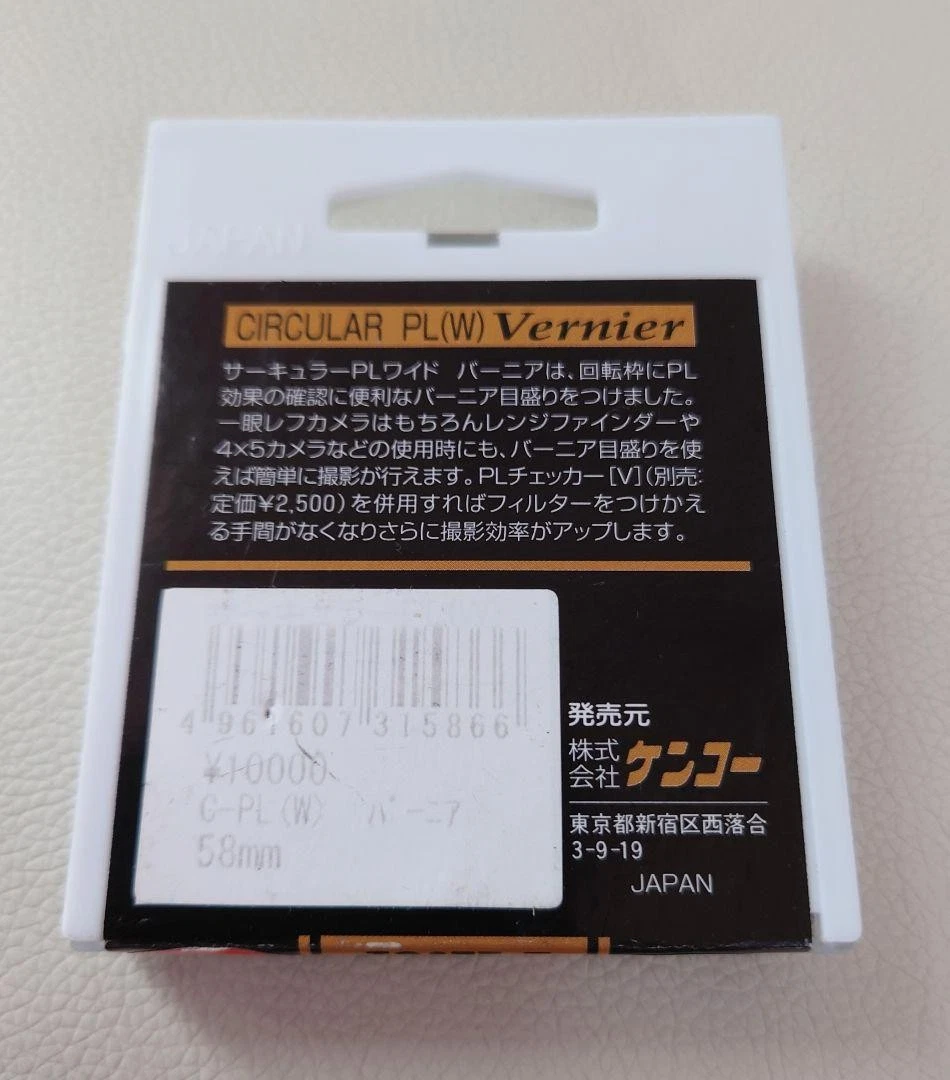 JAPAN
CIRCULAR PL(W) Vernier
サーキュラーPLワイド バーニアは、回転枠にPL
効果の確認に便利なバーニア目盛りをつけました。
一眼レフカメラはもちろんレンジファインダーや
4×5カメラなどの使用時にも、バーニア目盛りを使
えば簡単に撮影が行えます。PLチェッカー[V](別売:
定価¥2,500)を併用すればフィルターをつけかえ
る手間がなくなりさらに撮影効率がアップします。
4 961607 315866
¥10000
C-PL(W) バーニア
58mm
発売元
株式会社 ケンコー
東京都新宿区西落合
3-9-19
JAPAN